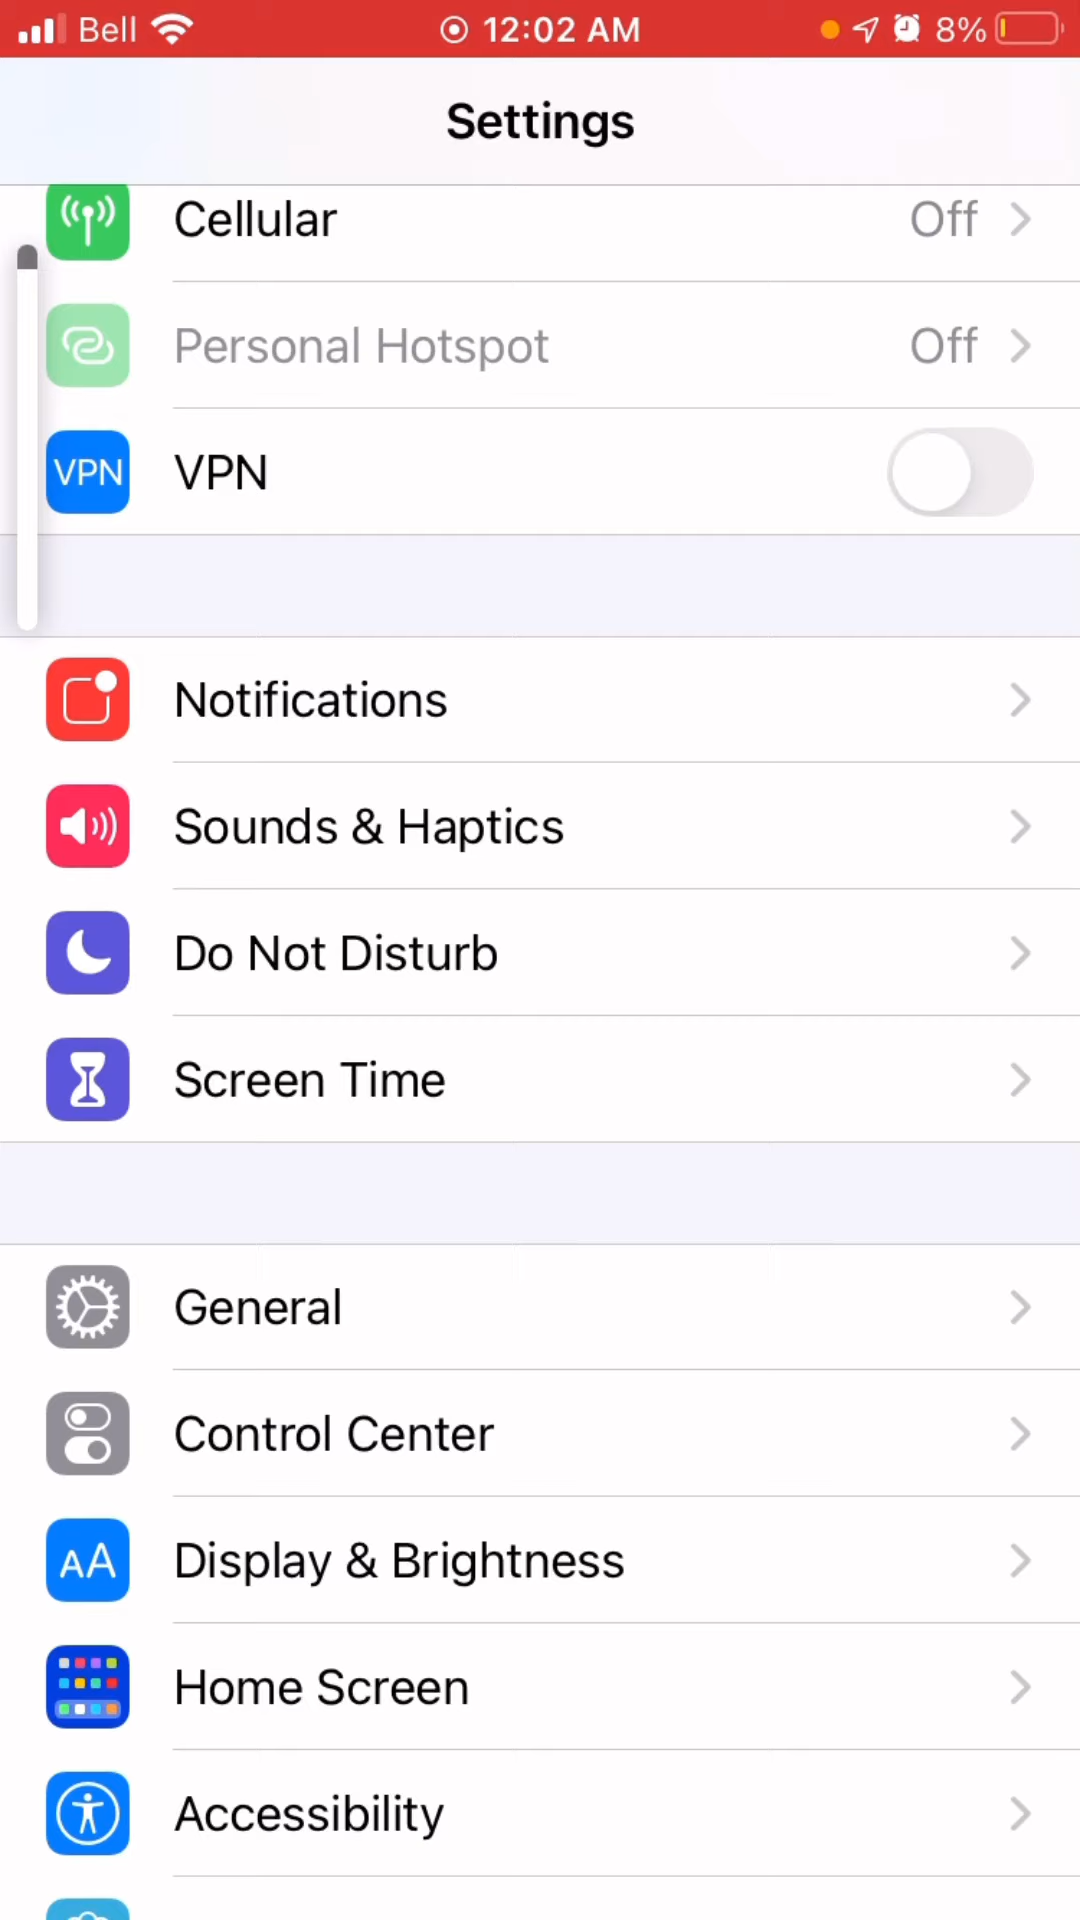 Bell 12:02 AM 8%
Settings
Cellular Off
Personal Hotspot Off
VPN VPN
Notifications
Sounds & Haptics
Do Not Disturb
Screen Time
General
Control Center
AA Display & Brightness
Home Screen
Accessibility